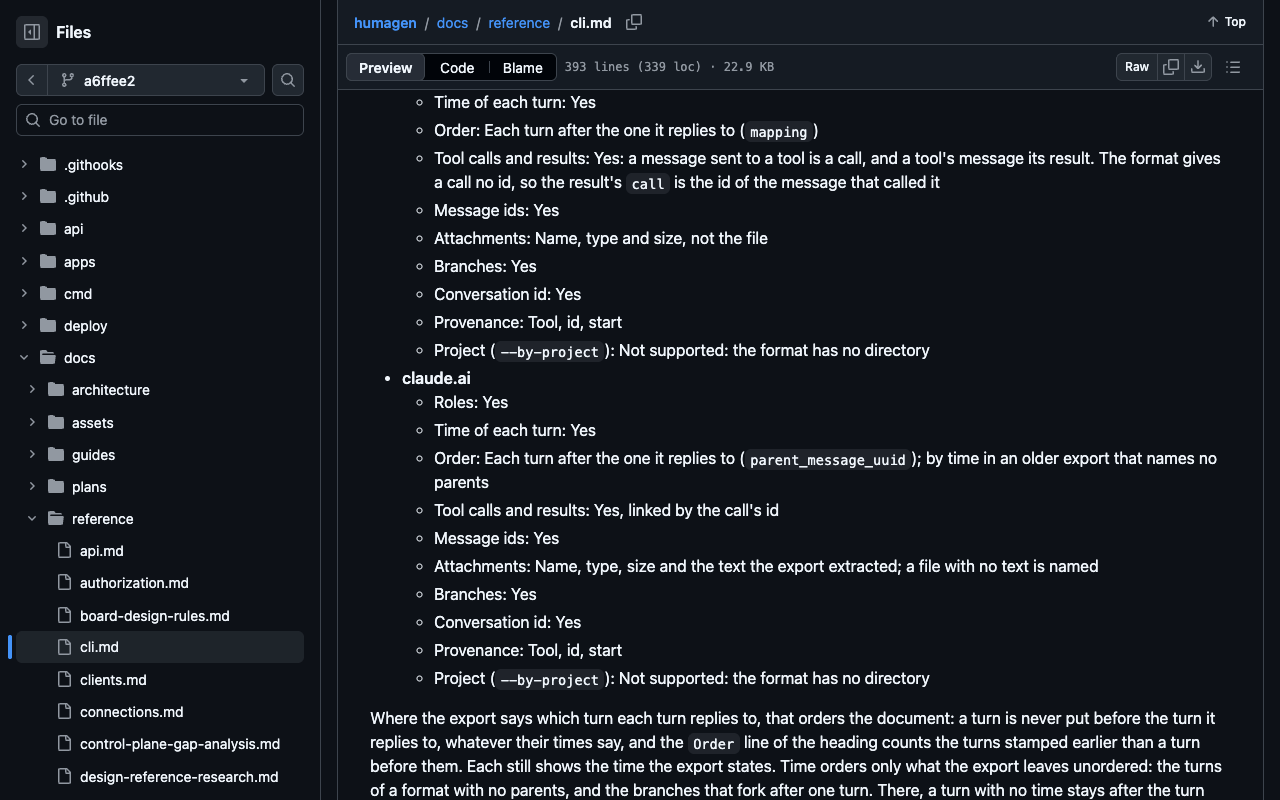 Files
humagen / docs / reference / cli.md
Top
a6ffee2
Preview
Code
Blame
393 lines (339 loc) · 22.9 KB
Raw
Go to file
.githooks
.github
api
apps
cmd
deploy
docs
architecture
assets
guides
plans
reference
api.md
authorization.md
board-design-rules.md
cli.md
clients.md
connections.md
control-plane-gap-analysis.md
design-reference-research.md
Time of each turn: Yes
Order: Each turn after the one it replies to ( mapping )
Tool calls and results: Yes: a message sent to a tool is a call, and a tool's message its result. The format gives
a call no id, so the result's call is the id of the message that called it
Message ids: Yes
Attachments: Name, type and size, not the file
Branches: Yes
Conversation id: Yes
Provenance: Tool, id, start
Project ( --by-project ): Not supported: the format has no directory
claude.ai
Roles: Yes
Time of each turn: Yes
Order: Each turn after the one it replies to ( parent_message_uuid ); by time in an older export that names no
parents
Tool calls and results: Yes, linked by the call's id
Message ids: Yes
Attachments: Name, type, size and the text the export extracted; a file with no text is named
Branches: Yes
Conversation id: Yes
Provenance: Tool, id, start
Project ( --by-project ): Not supported: the format has no directory
Where the export says which turn each turn replies to, that orders the document: a turn is never put before the turn it
replies to, whatever their times say, and the Order line of the heading counts the turns stamped earlier than a turn
before them. Each still shows the time the export states. Time orders only what the export leaves unordered: the turns
of a format with no parents, and the branches that fork after one turn. There, a turn with no time stays after the turn